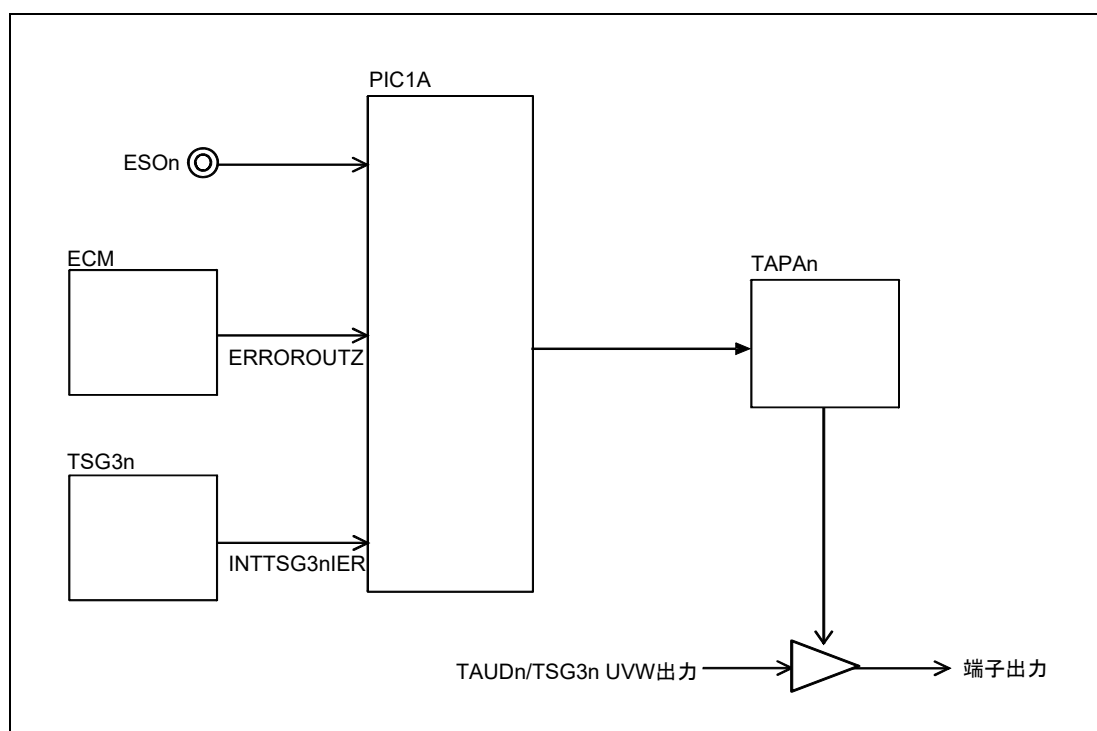 PIC1A
ESOn
ECM
ERROROUTZ
TAPAn
TSG3n
INTTSG3nIER
TAUDn/TSG3n UVW出力
端子出力